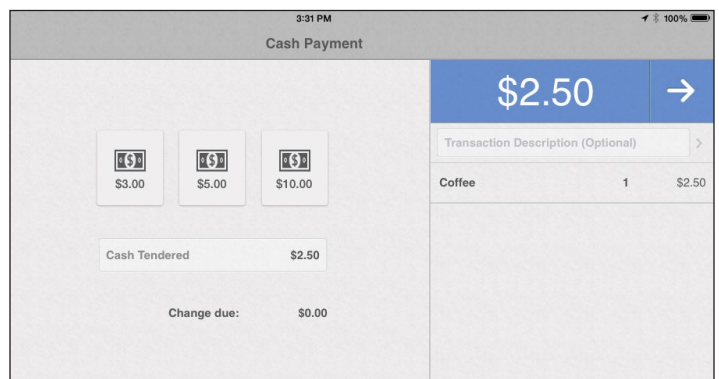 3:31 PM
100%
Cash Payment
$2.50
Transaction Description (Optional)
Coffee 1 $2.50
$3.00 $5.00 $10.00
Cash Tendered $2.50
Change due: $0.00